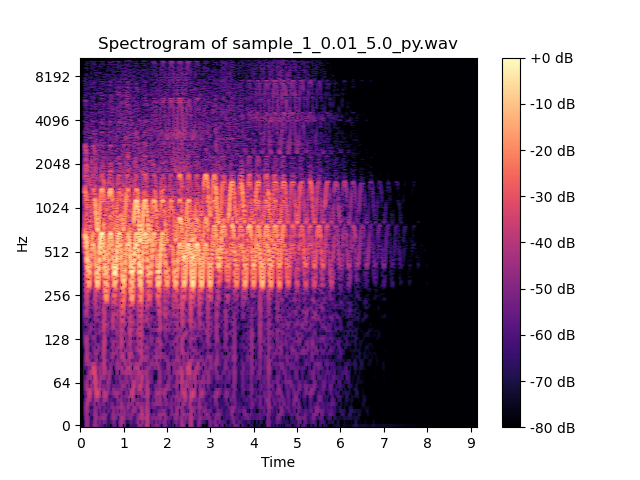 Spectrogram of sample_1_0.01_5.0_py.wav
Hz
8192
4096
2048
1024
512
256
128
64
0
0 1 2 3 4 5 6 7 8 9
Time
+0 dB
-10 dB
-20 dB
-30 dB
-40 dB
-50 dB
-60 dB
-70 dB
-80 dB